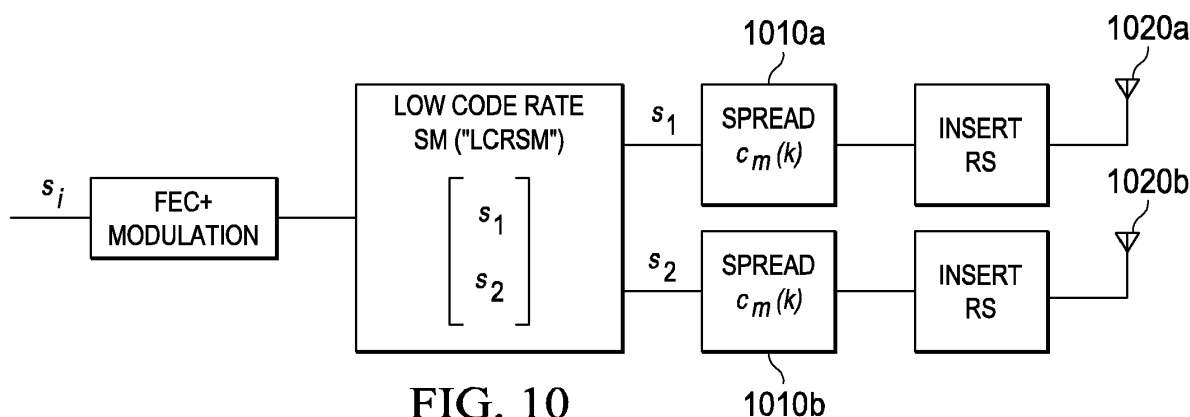 1010a
1020a
LOW CODE RATE
SM ("LCRSM")
s1
s2
si
FEC+
MODULATION
s1
SPREAD
cm(k)
INSERT
RS
1020b
s2
SPREAD
cm(k)
INSERT
RS
FIG. 10
1010b